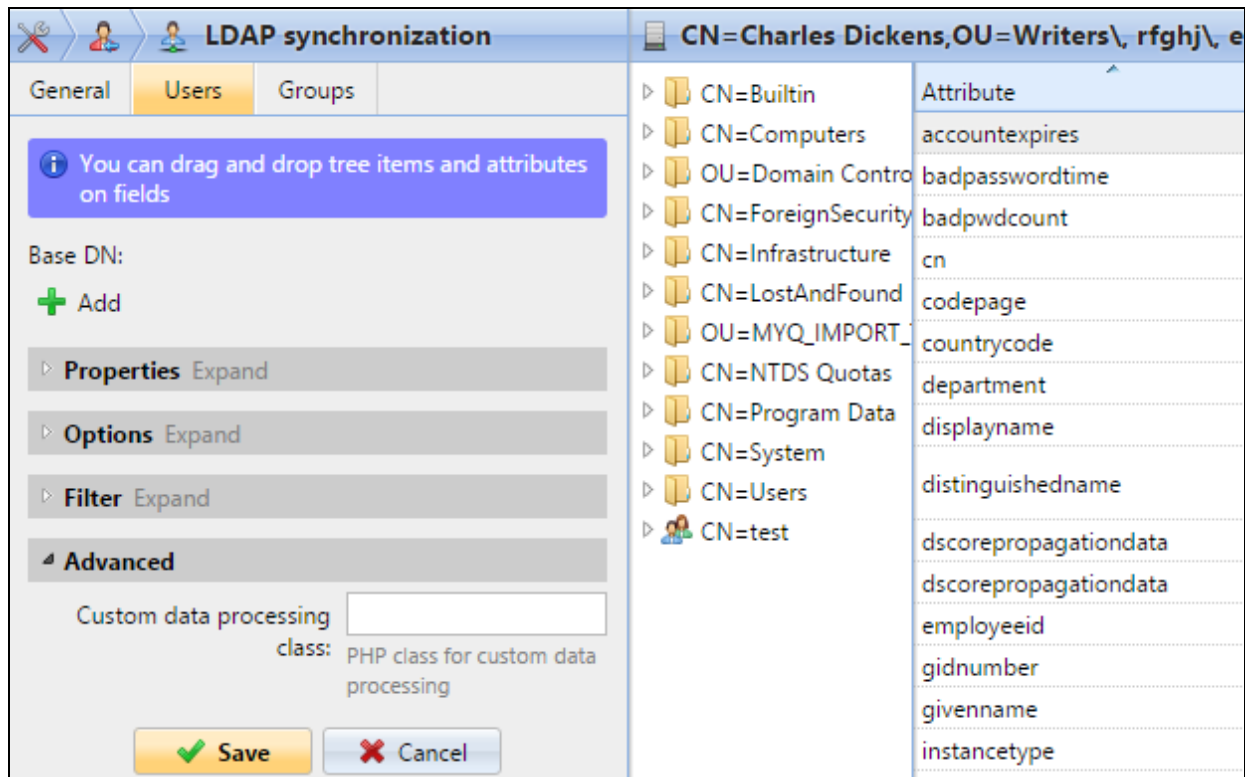 LDAP synchronization
General Users Groups
You can drag and drop tree items and attributes
on fields
Base DN:
Add
Properties Expand
Options Expand
Filter Expand
Advanced
Custom data processing
class:
PHP class for custom data
processing
Save Cancel
CN=Charles Dickens,OU=Writers\, rfghj\, e
CN=Builtin
CN=Computers
OU=Domain Contro
CN=ForeignSecurity
CN=Infrastructure
CN=LostAndFound
OU=MYQ_IMPORT_
CN=NTDS Quotas
CN=Program Data
CN=System
CN=Users
CN=test
Attribute
accountexpires
badpasswordtime
badpwdcount
cn
codepage
countrycode
department
displayname
distinguishedname
dscorepropagationdata
dscorepropagationdata
employeeid
gidnumber
givenname
instancetype